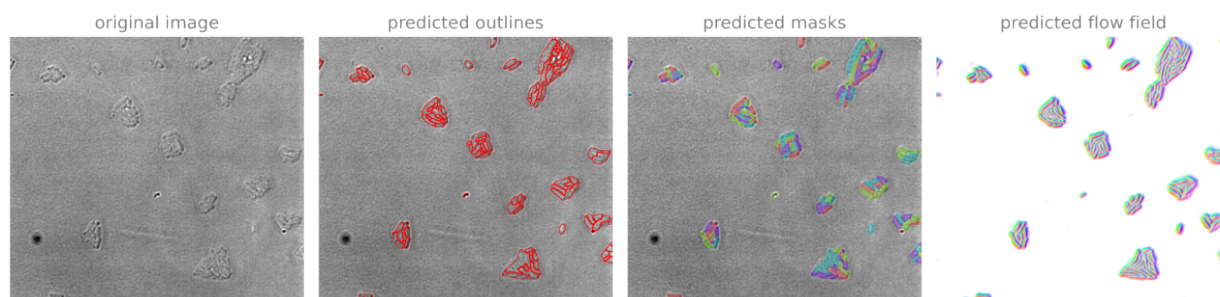 original image
predicted outlines
predicted masks
predicted flow field